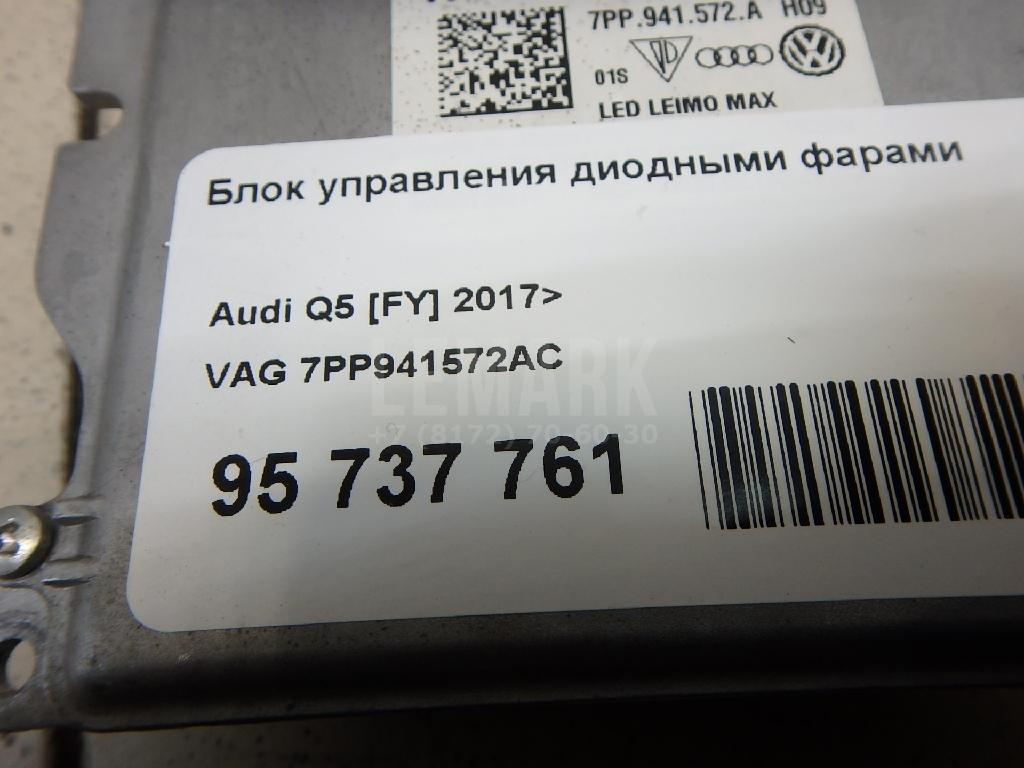 7PP.941.572.A H09
01S
LED LEIMO MAX
Блок управления диодными фарами
Audi Q5 [FY] 2017>
VAG 7PP941572AC
LEMARK
+7 (8172) 70-60-30
95 737 761